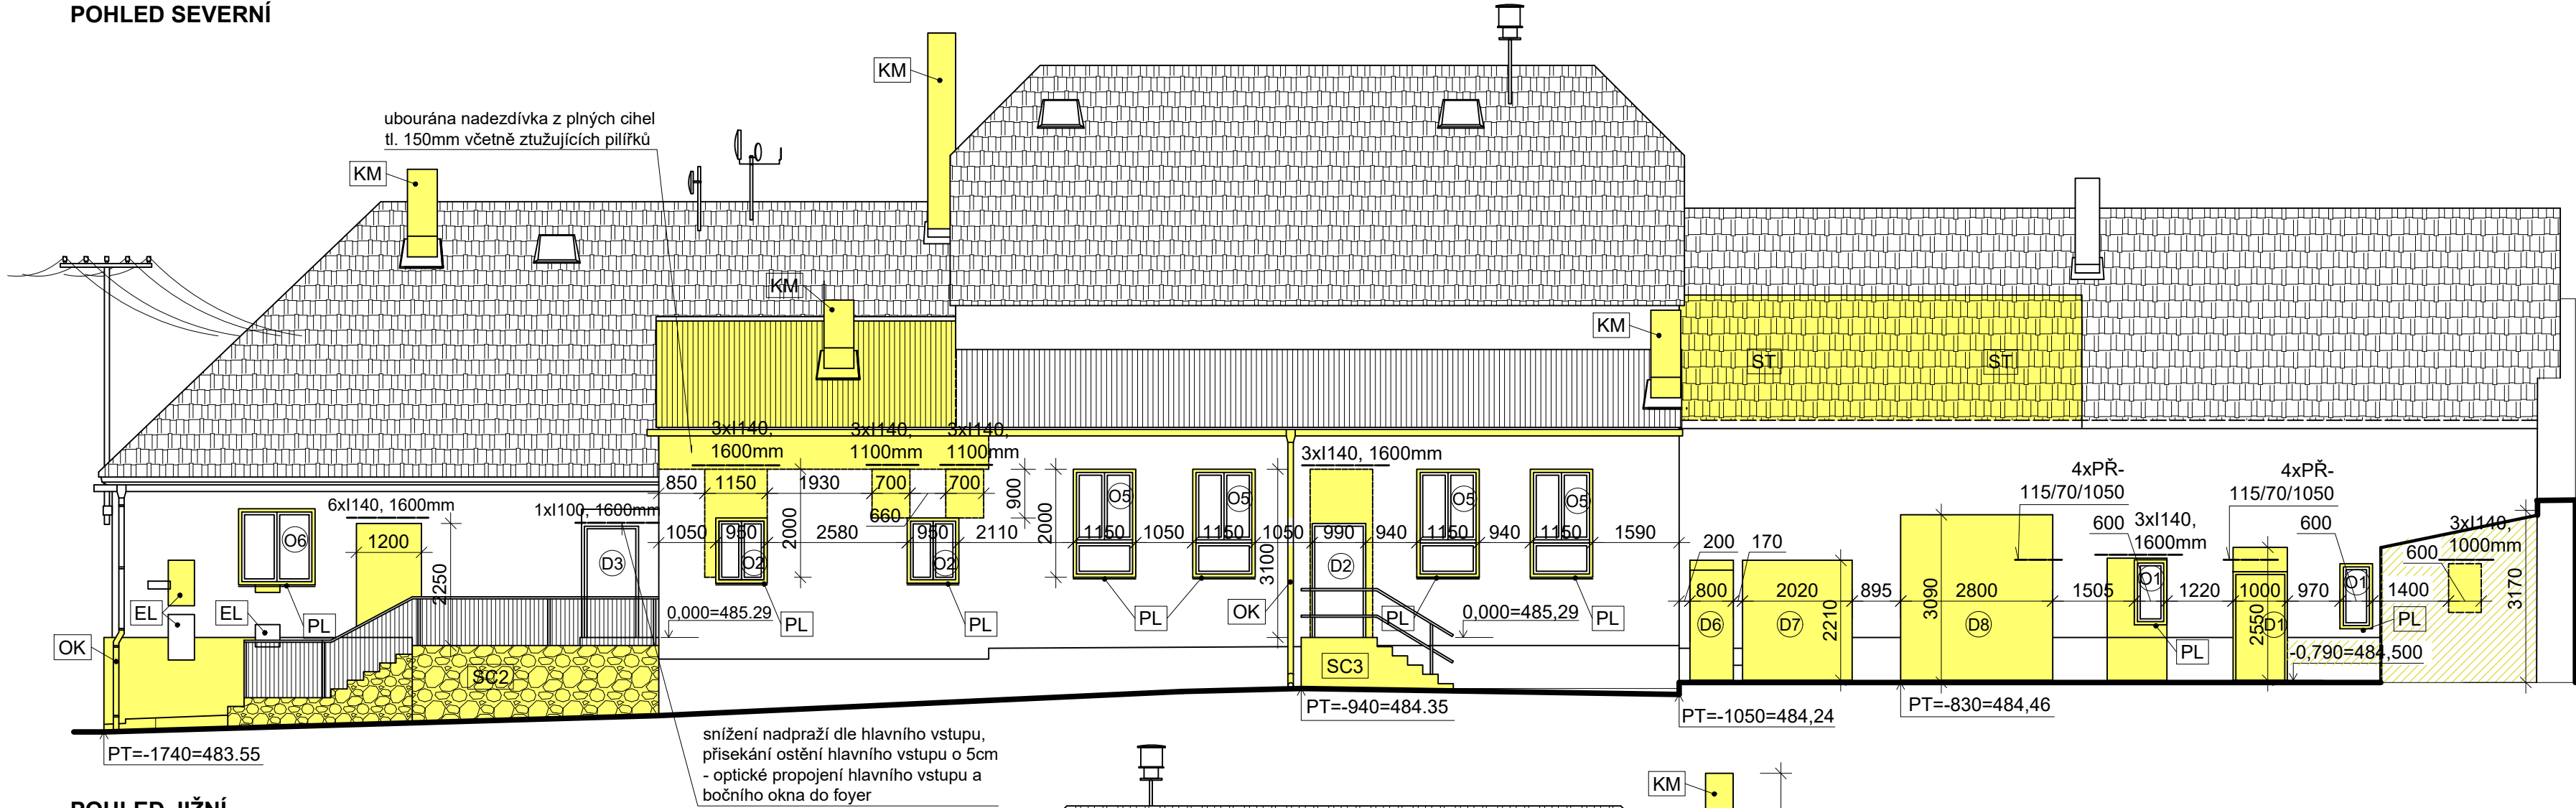 POHLED SEVERNÍ
KM
ubourána nadezdívka z plných cihel
tl. 150mm včetně ztužujících pilířků
KM
KM
KM
ST
ST
3xI140,
1600mm
3xI140,
1100mm
3xI140,
1100mm
3xI140, 1600mm
4xPŘ-
115/70/1050
4xPŘ-
115/70/1050
6xI140, 1600mm
1xI100, 1600mm
850
1150
1930
700
700
660
900
2000
2000
O5
O5
O5
O5
O6
1200
2250
D3
1050
950
2580
950
2110
1150
1050
1150
1050
990
940
1150
940
1150
1590
O2
O2
3100
D2
200
170
600
3xI140,
1600mm
600
600
3xI140,
1000mm
800
2020
895
2800
1505
1220
1000
970
1400
O1
O1
2210
3090
2550
3170
D6
D7
D8
D1
EL
EL
PL
0,000=485.29
PL
PL
PL
OK
PL
0,000=485,29
PL
PL
PL
-0,790=484,500
OK
SC2
SC3
PT=-1740=483.55
PT=-940=484.35
PT=-1050=484,24
PT=-830=484,46
snížení nadpraží dle hlavního vstupu,
přisekání ostění hlavního vstupu o 5cm
- optické propojení hlavního vstupu a
bočního okna do foyer
KM
POHLED JIŽNÍ